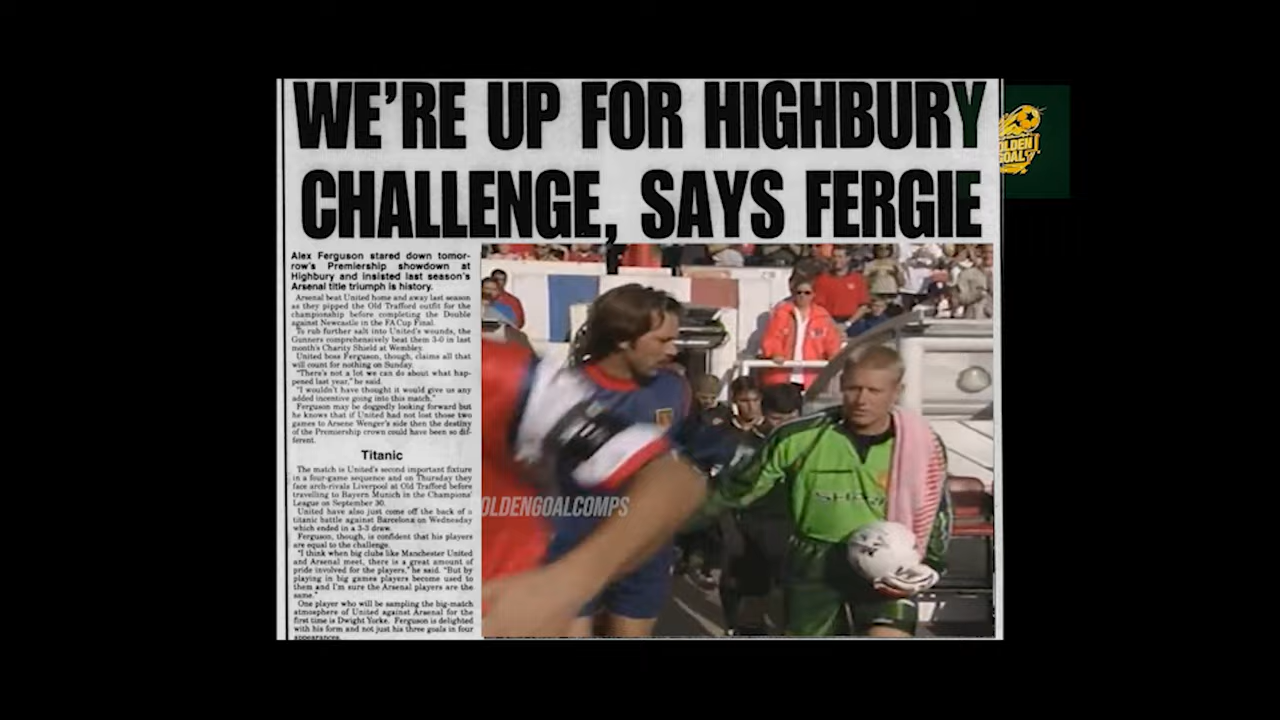 WE'RE UP FOR HIGHBURY
CHALLENGE, SAYS FERGIE
OLDEN
GOAL
Alex Ferguson stared down tomor-
row's Premiership showdown at
Highbury and insisted last season's
Arsenal title triumph is history.
Arsenal beat United home and away last season
as they pipped the Old Trafford outfit for the
championship before completing the Double
against Newcastle in the FA Cup Final.
To rub further salt into United's wounds, the
Gunners comprehensively beat them 3-0 in last
month's Charity Shield at Wembley.
United boss Ferguson, though, claims all that
will count for nothing on Sunday.
"There's not a lot we can do about what hap-
pened last year," he said.
"I wouldn't have thought it would give us any
added incentive going into this match."
Ferguson may be doggedly looking forward but
he knows that if United had not lost those two
games to Arsene Wenger's side then the destiny
of the Premiership crown could have been so dif-
ferent.
Titanic
The match is United's second important fixture
in a four-game sequence and on Thursday they
face arch-rivals Liverpool at Old Trafford before
travelling to Bayern Munich in the Champions'
League on September 30.
United have also just come off the back of a
titanic battle against Barcelona on Wednesday
which ended in a 3-3 draw.
Ferguson, though, is confident that his players
are equal to the challenge.
"I think when big clubs like Manchester United
and Arsenal meet, there is a great amount of
pride involved for the players," he said. "But by
playing in big games players become used to
them and I'm sure the Arsenal players are the
same."
One player who will be sampling the big-match
atmosphere of United against Arsenal for the
first time is Dwight Yorke. Ferguson is delighted
with his form and not just his three goals in four
appearances.
OLDENGOALCOMPS
SHAR